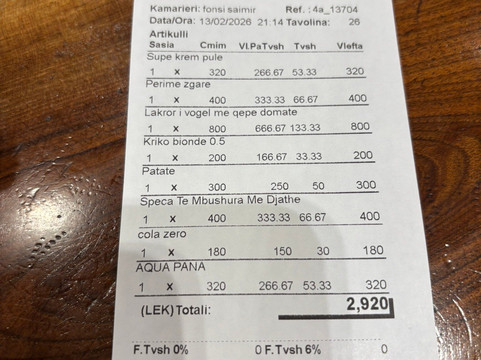 Kamarieri: fonsi saimir Ref. : 4a_13704
Data/Ora: 13/02/2026 21:14 Tavolina: 26
Artikulli
Sasia Cmim Vl.PaTvsh Tvsh Vlefta
Supe krem pule
1 x 320 266.67 53.33 320
Perime zgare
1 x 400 333.33 66.67 400
Lakror i vogel me qepe domate
1 x 800 666.67 133.33 800
Kriko bionde 0.5
1 x 200 166.67 33.33 200
Patate
1 x 300 250 50 300
Speca Te Mbushura Me Djathe
1 x 400 333.33 66.67 400
cola zero
1 x 180 150 30 180
AQUA PANA
1 x 320 266.67 53.33 320
(LEK) Totali: 2,920
F.Tvsh 0% 0 F.Tvsh 6% 0